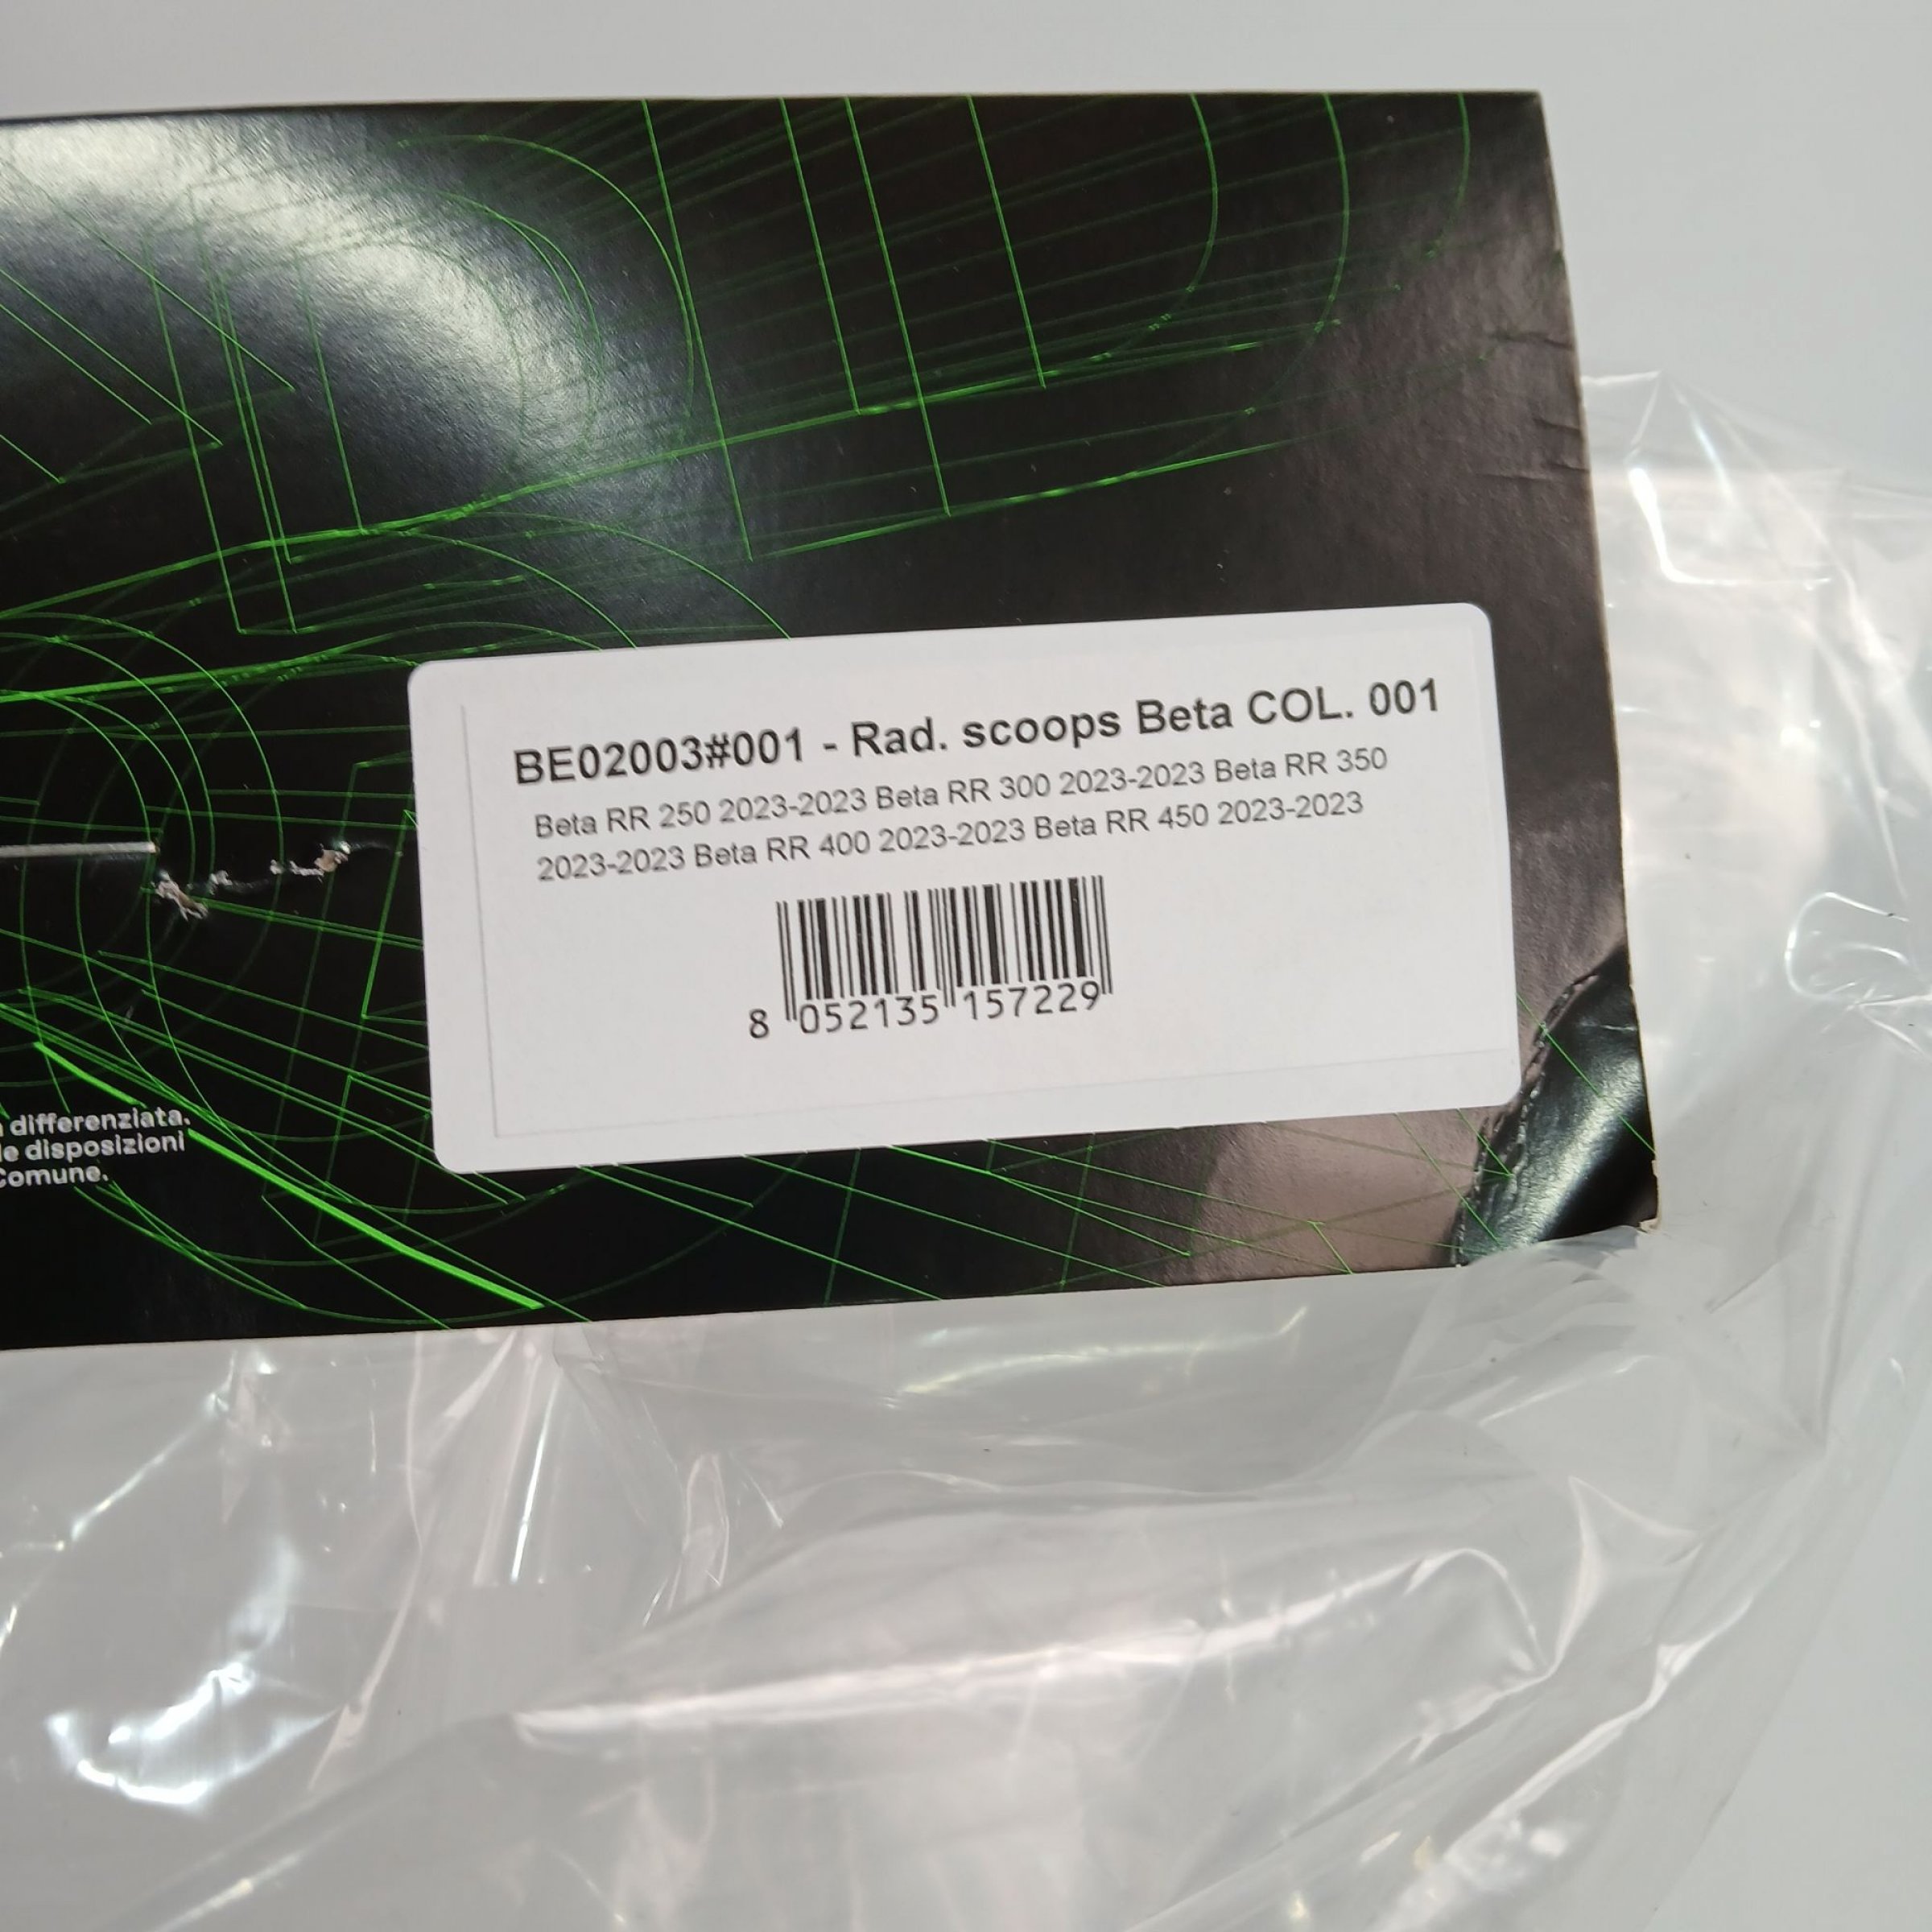 BE02003#001 - Rad. scoops Beta COL. 001
Beta RR 250 2023-2023 Beta RR 300 2023-2023 Beta RR 350
2023-2023 Beta RR 400 2023-2023 Beta RR 450 2023-2023
8 052135 157229
differenziata.
disposizioni
Comune.